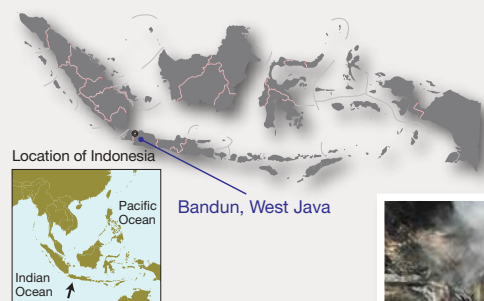 Location of Indonesia
Pacific
Ocean
Bandun, West Java
Indian
Ocean